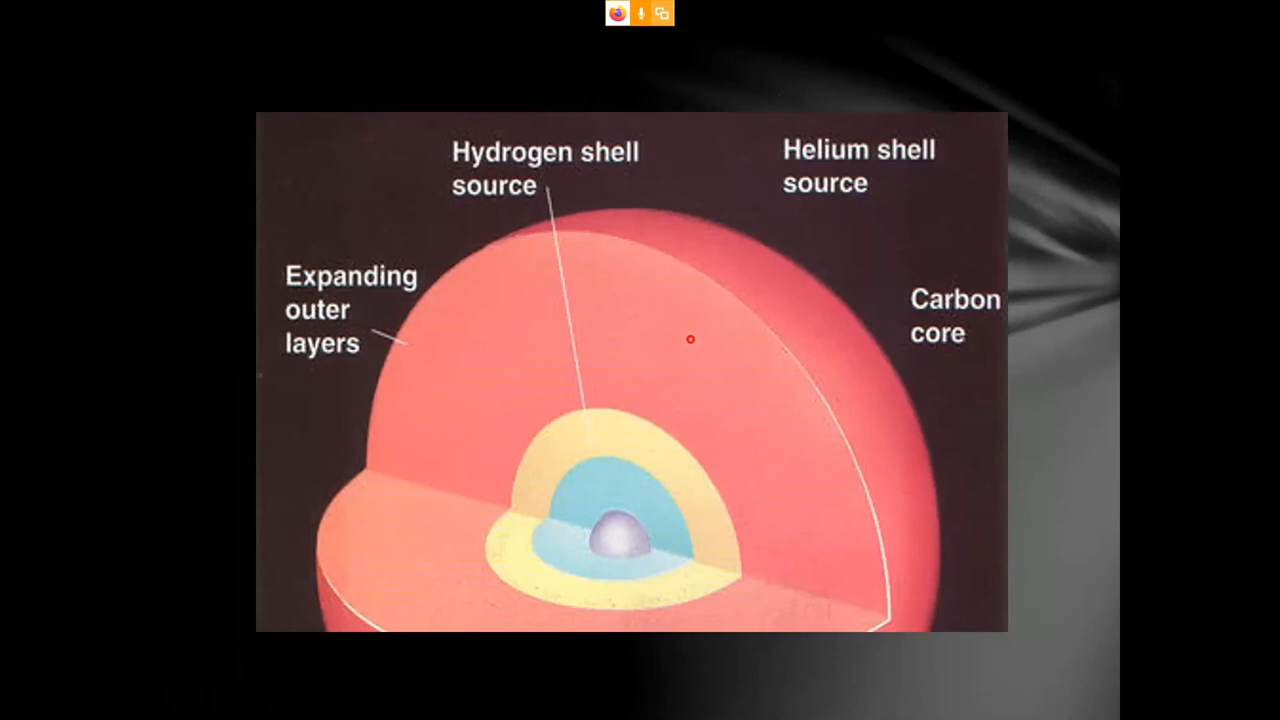 Hydrogen shell
source
Helium shell
source
Expanding
outer
layers
Carbon
core